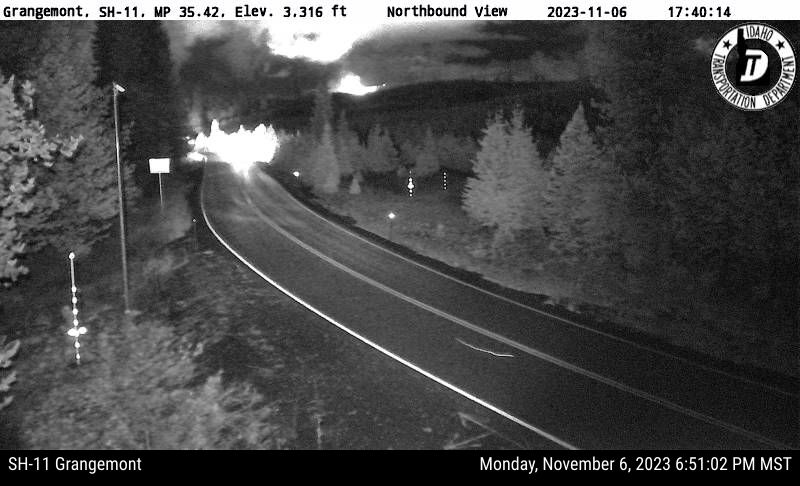 Grangemont, SH-11, MP 35.42, Elev. 3,316 ft Northbound View 2023-11-06 17:40:14
IDAHO
TRANSPORTATION DEPARTMENT
SH-11 Grangemont Monday, November 6, 2023 6:51:02 PM MST